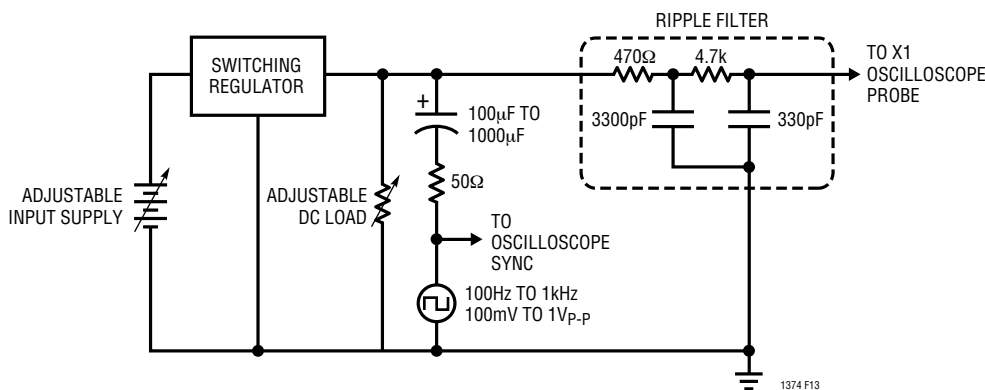 RIPPLE FILTER
SWITCHING
REGULATOR
470Ω
4.7k
TO X1
OSCILLOSCOPE
PROBE
+
100µF TO
1000µF
3300pF
330pF
50Ω
ADJUSTABLE
INPUT SUPPLY
ADJUSTABLE
DC LOAD
TO
OSCILLOSCOPE
SYNC
100Hz TO 1kHz
100mV TO 1VP-P
1374 F13